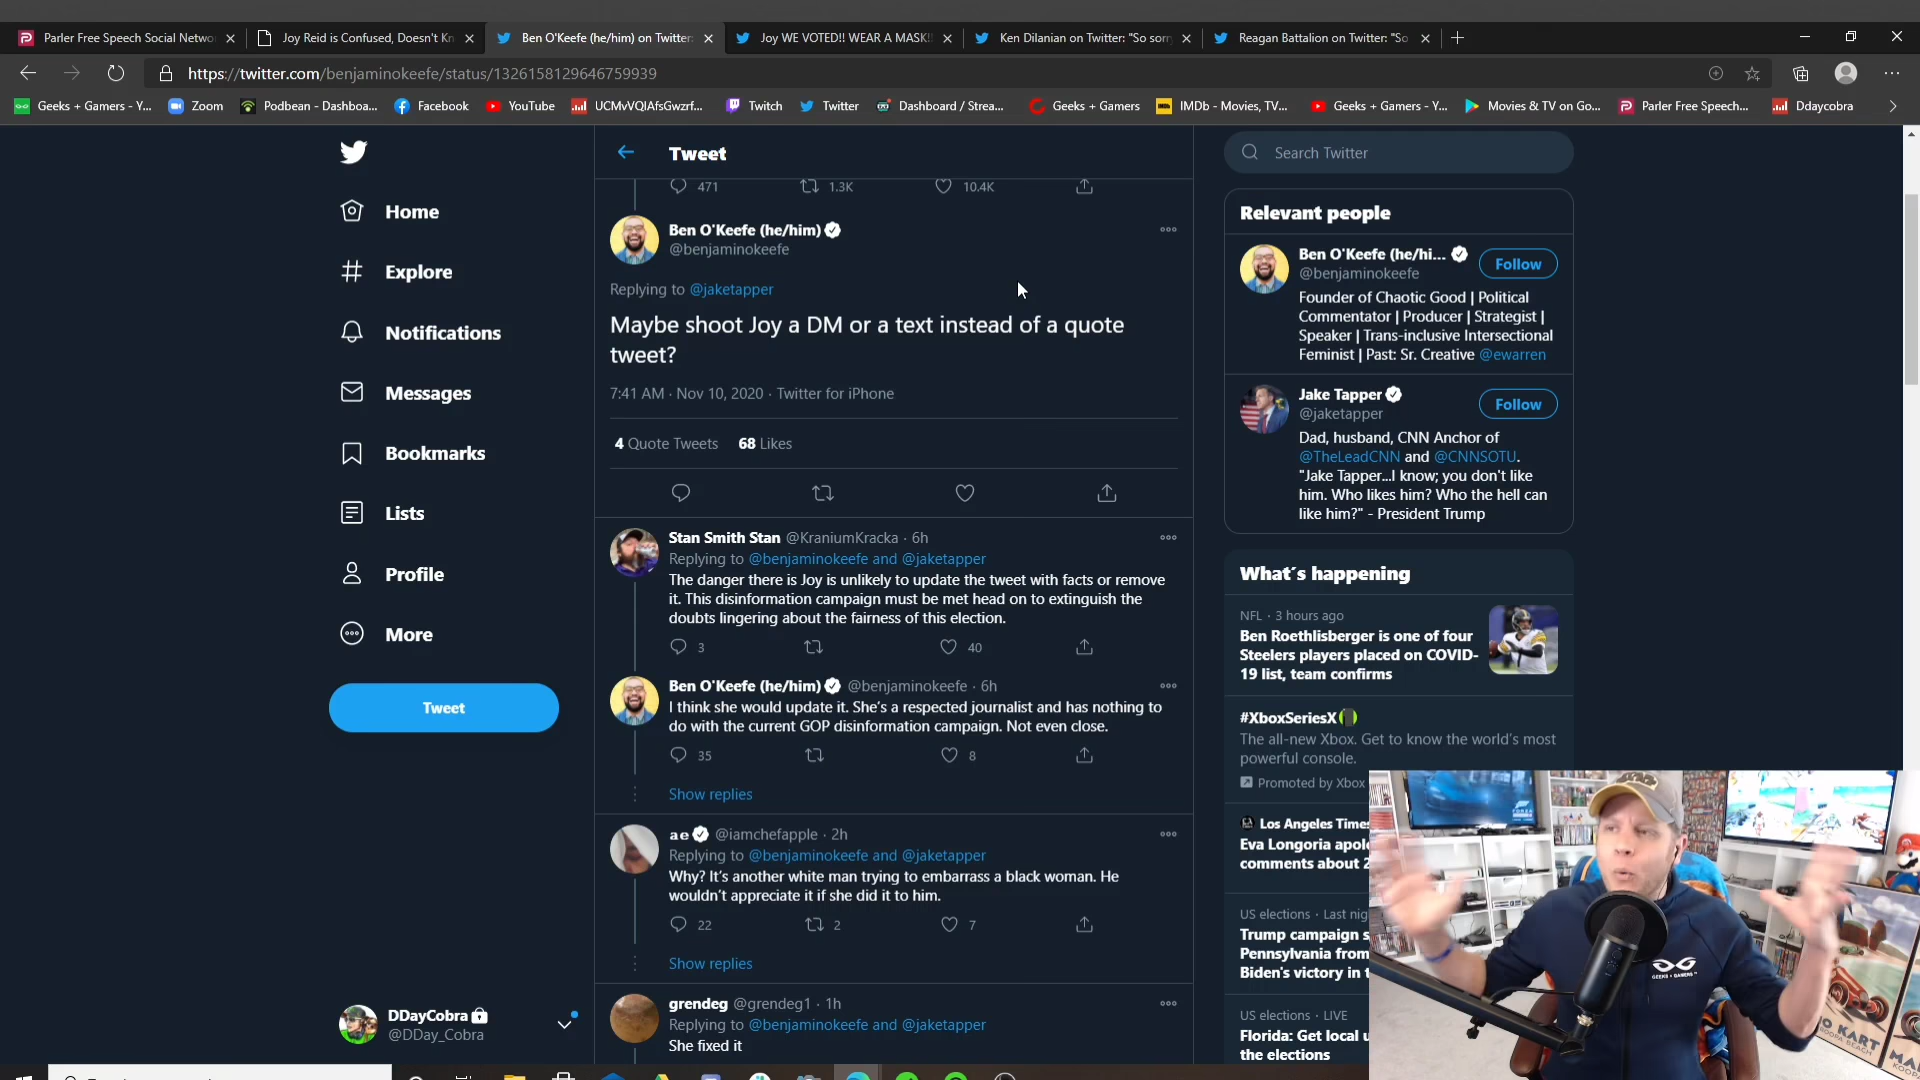 Parler Free Speech Social Netwo
Joy Reid is Confused, Doesn't Kn
Ben O'Keefe (he/him) on Twitter
Joy WE VOTED!! WEAR A MASK!!
Ken Dilanian on Twitter: "So sorr
Reagan Battalion on Twitter: "So
https://twitter.com/benjaminokeefe/status/1326158129646759939
Geeks + Gamers - Y...
Zoom
Podbean - Dashboa...
Facebook
YouTube
UCMvVQIAfsGwzrf...
Twitch
Twitter
Dashboard / Strea...
Geeks + Gamers
IMDb - Movies, TV...
Geeks + Gamers - Y...
Movies & TV on Go...
Parler Free Speech...
Ddaycobra
Home
Explore
Notifications
Messages
Bookmarks
Lists
Profile
More
Tweet
DDayCobra
@DDay_Cobra
Tweet
471 1.3K 10.4K
Ben O'Keefe (he/him)
@benjaminokeefe
Replying to @jaketapper
Maybe shoot Joy a DM or a text instead of a quote
tweet?
7:41 AM · Nov 10, 2020 · Twitter for iPhone
4 Quote Tweets 68 Likes
Stan Smith Stan @KraniumKracka · 6h
Replying to @benjaminokeefe and @jaketapper
The danger there is Joy is unlikely to update the tweet with facts or remove
it. This disinformation campaign must be met head on to extinguish the
doubts lingering about the fairness of this election.
3 40
Ben O'Keefe (he/him) @benjaminokeefe · 6h
I think she would update it. She's a respected journalist and has nothing to
do with the current GOP disinformation campaign. Not even close.
35 8
Show replies
ae @iamchefapple · 2h
Replying to @benjaminokeefe and @jaketapper
Why? It's another white man trying to embarrass a black woman. He
wouldn't appreciate it if she did it to him.
22 2 7
Show replies
grendeg @grendeg1 · 1h
Replying to @benjaminokeefe and @jaketapper
She fixed it
Search Twitter
Relevant people
Ben O'Keefe (he/hi...
@benjaminokeefe
Follow
Founder of Chaotic Good | Political
Commentator | Producer | Strategist |
Speaker | Trans-inclusive Intersectional
Feminist | Past: Sr. Creative @ewarren
Jake Tapper
@jaketapper
Follow
Dad, husband, CNN Anchor of
@TheLeadCNN and @CNNSOTU.
"Jake Tapper...I know; you don't like
him. Who likes him? Who the hell can
like him?" - President Trump
What's happening
NFL · 3 hours ago
Ben Roethlisberger is one of four
Steelers players placed on COVID-
19 list, team confirms
#XboxSeriesX
The all-new Xbox. Get to know the world's most
powerful console.
Promoted by Xbox
Los Angeles Times
Eva Longoria apol
comments about 2
US elections · Last nig
Trump campaign s
Pennsylvania from
Biden's victory in t
US elections · LIVE
Florida: Get local u
the elections
GEEKS + GAMERS